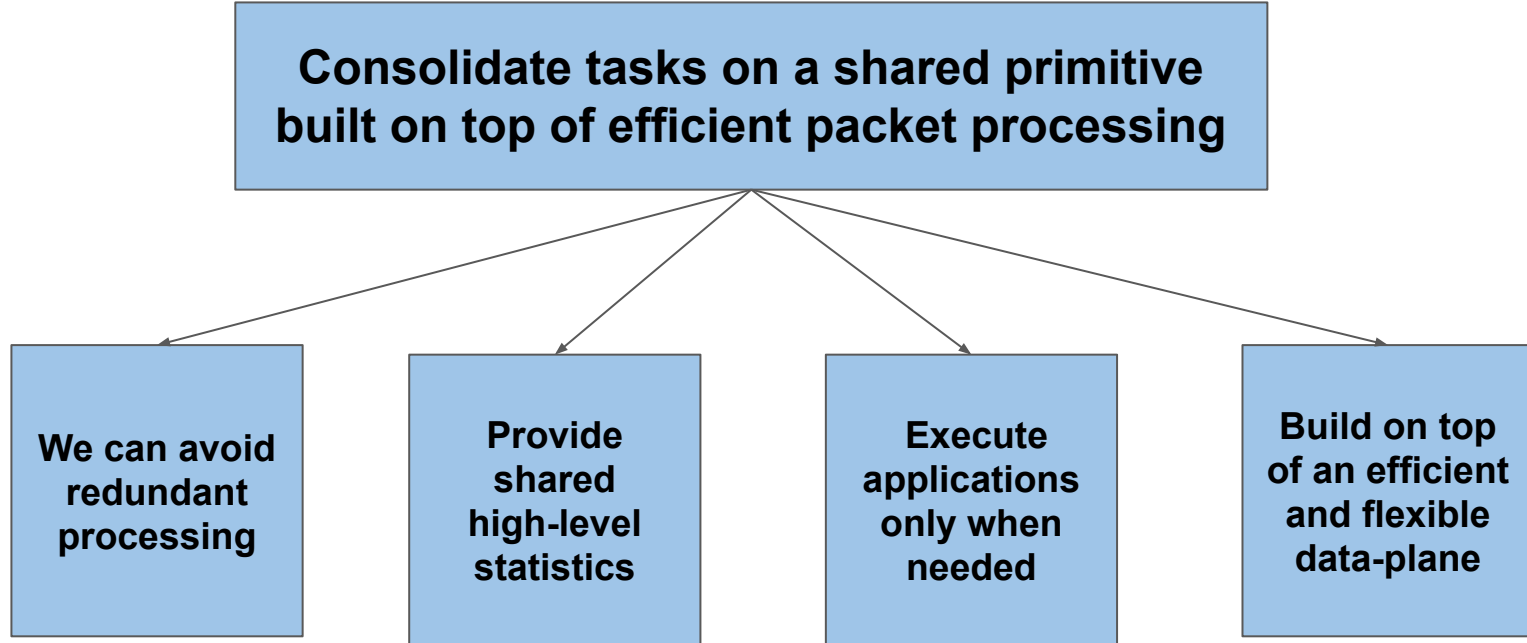 Consolidate tasks on a shared primitive
built on top of efficient packet processing
We can avoid
redundant
processing
Provide
shared
high-level
statistics
Execute
applications
only when
needed
Build on top
of an efficient
and flexible
data-plane